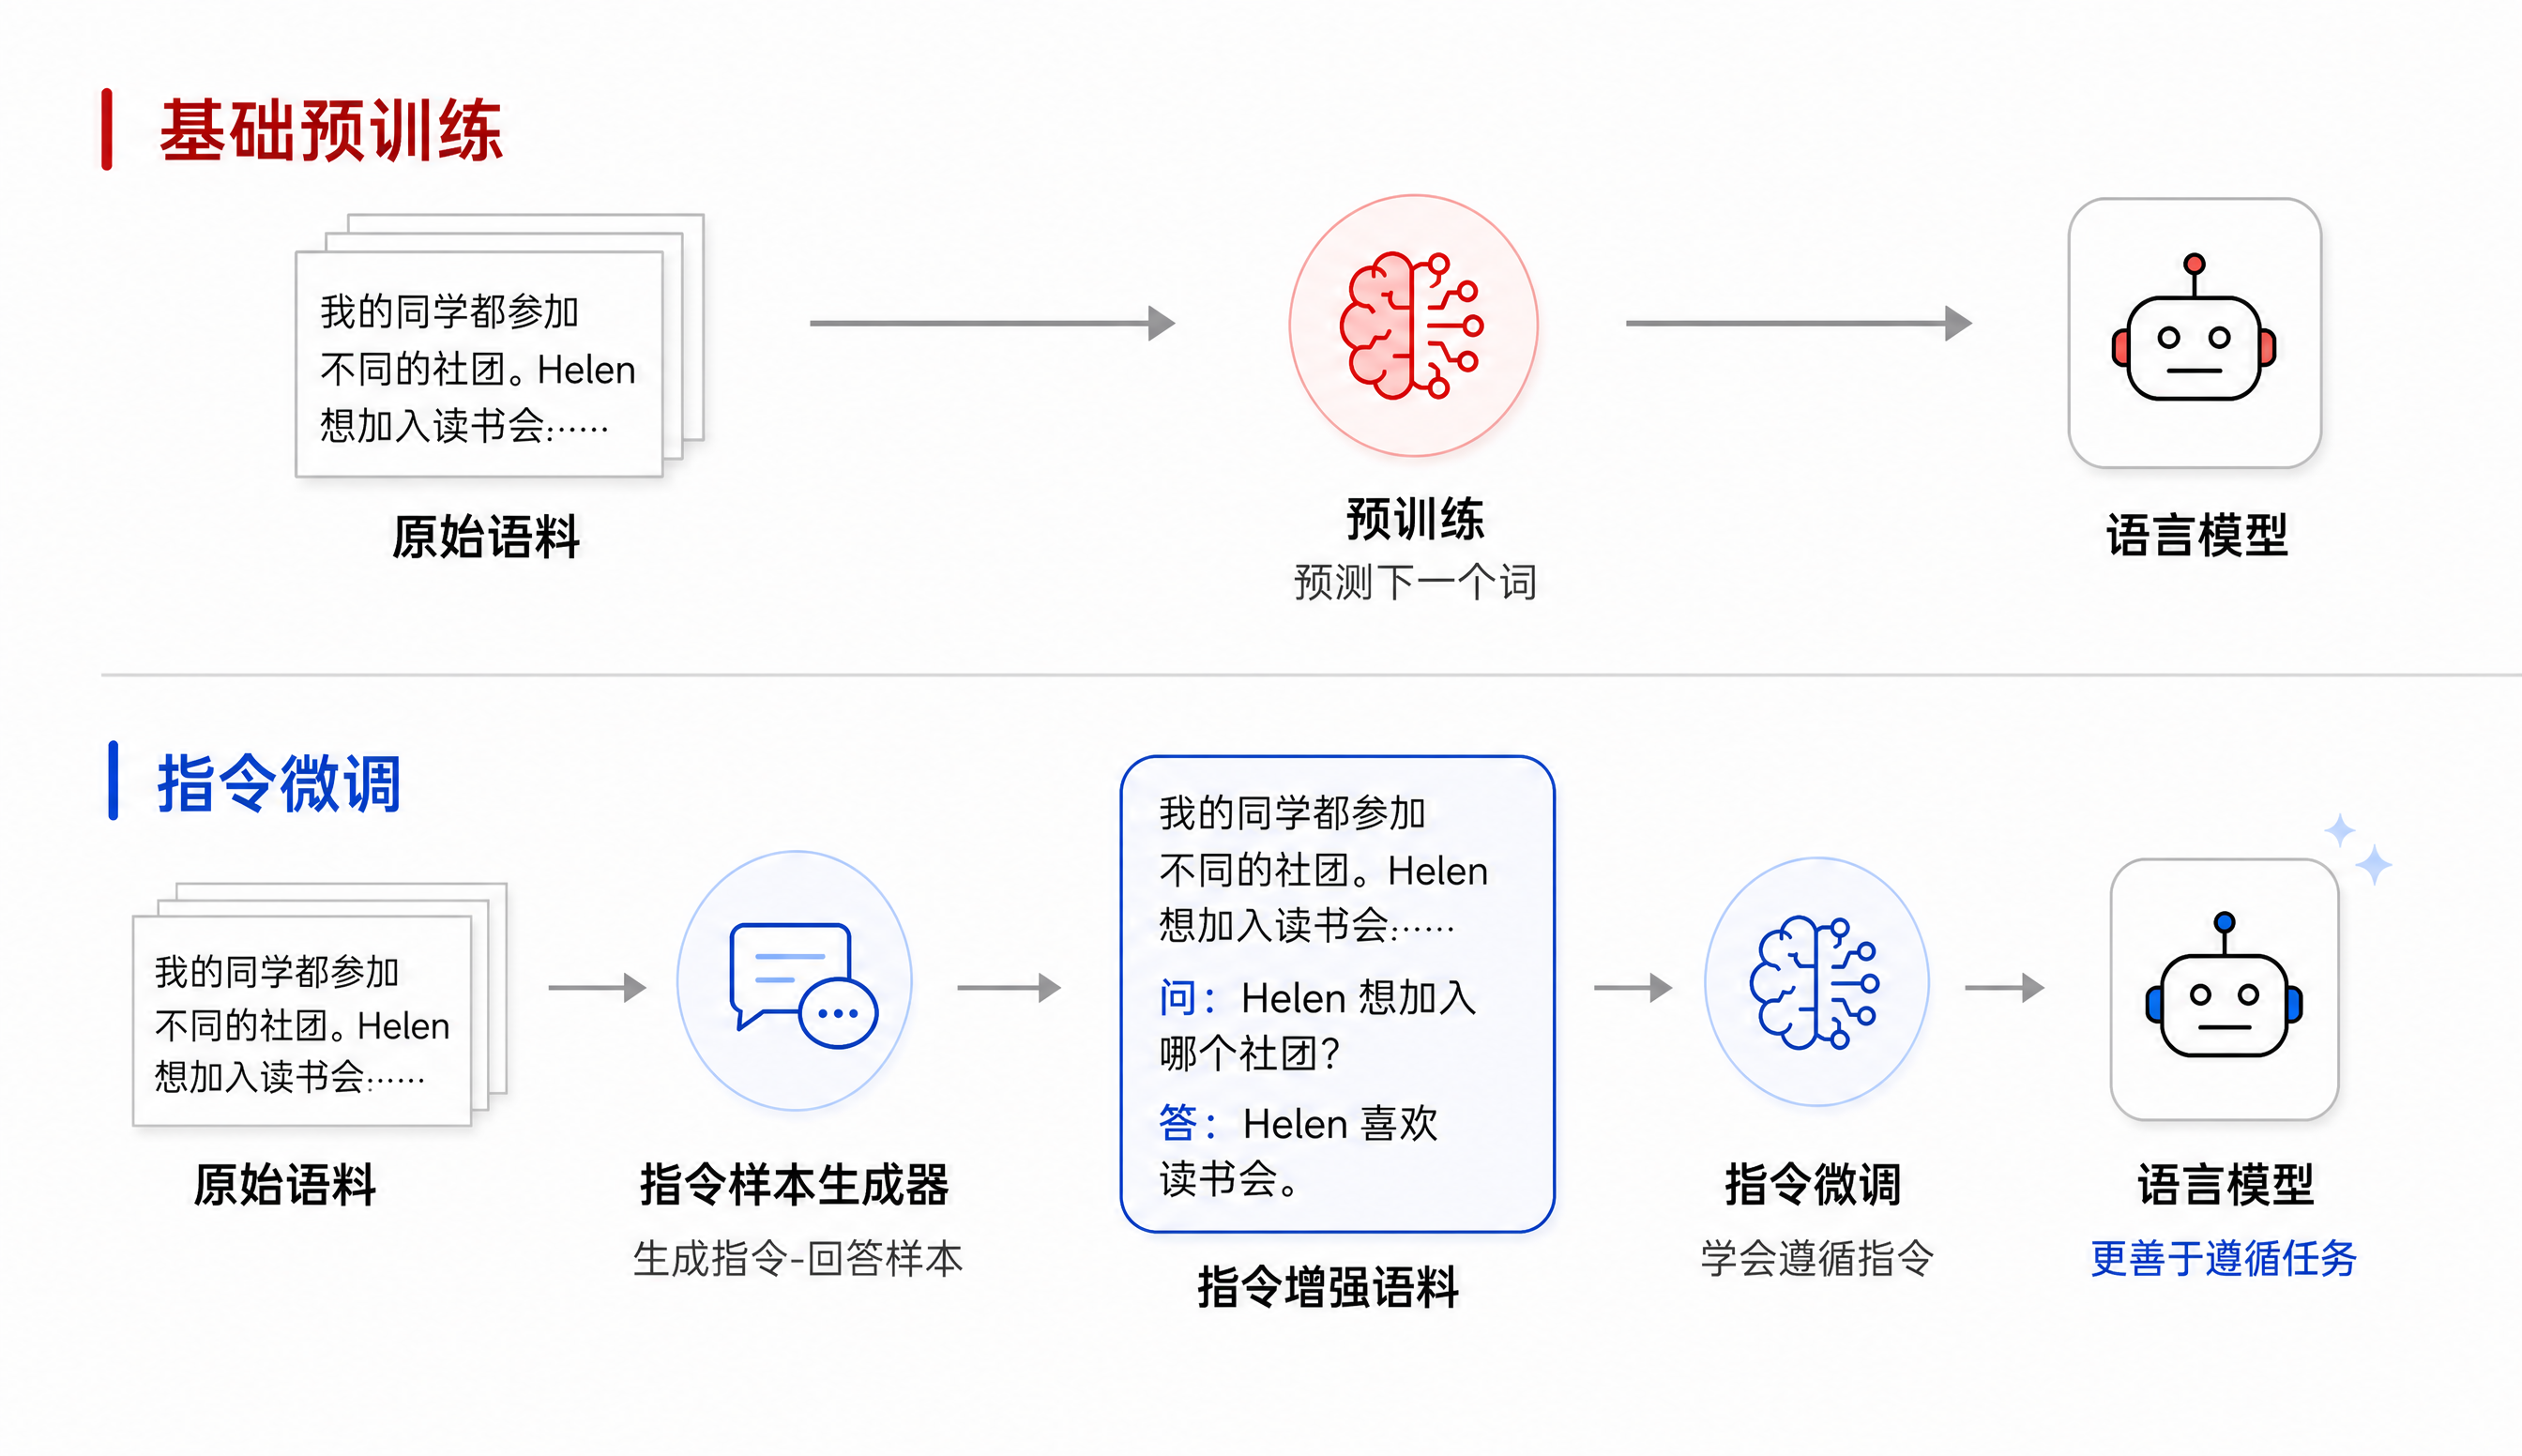 基础预训练
我的同学都参加
不同的社团。Helen
想加入读书会:……
原始语料
预训练
预测下一个词
语言模型
指令微调
我的同学都参加
不同的社团。Helen
想加入读书会:……
原始语料
指令样本生成器
生成指令-回答样本
我的同学都参加
不同的社团。Helen
想加入读书会:……
问：Helen 想加入
哪个社团？
答：Helen 喜欢
读书会。
指令增强语料
指令微调
学会遵循指令
语言模型
更善于遵循任务